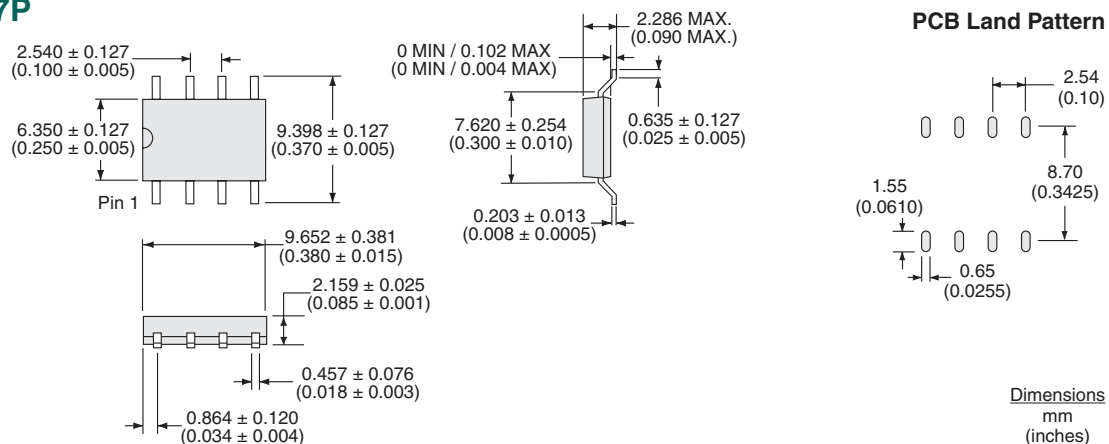 7P
2.540 ± 0.127
(0.100 ± 0.005)
6.350 ± 0.127
(0.250 ± 0.005)
9.398 ± 0.127
(0.370 ± 0.005)
Pin 1
2.286 MAX.
(0.090 MAX.)
0 MIN / 0.102 MAX
(0 MIN / 0.004 MAX)
7.620 ± 0.254
(0.300 ± 0.010)
0.635 ± 0.127
(0.025 ± 0.005)
0.203 ± 0.013
(0.008 ± 0.0005)
9.652 ± 0.381
(0.380 ± 0.015)
2.159 ± 0.025
(0.085 ± 0.001)
0.457 ± 0.076
(0.018 ± 0.003)
0.864 ± 0.120
(0.034 ± 0.004)
PCB Land Pattern
2.54
(0.10)
8.70
(0.3425)
1.55
(0.0610)
0.65
(0.0255)
Dimensions
mm
(inches)